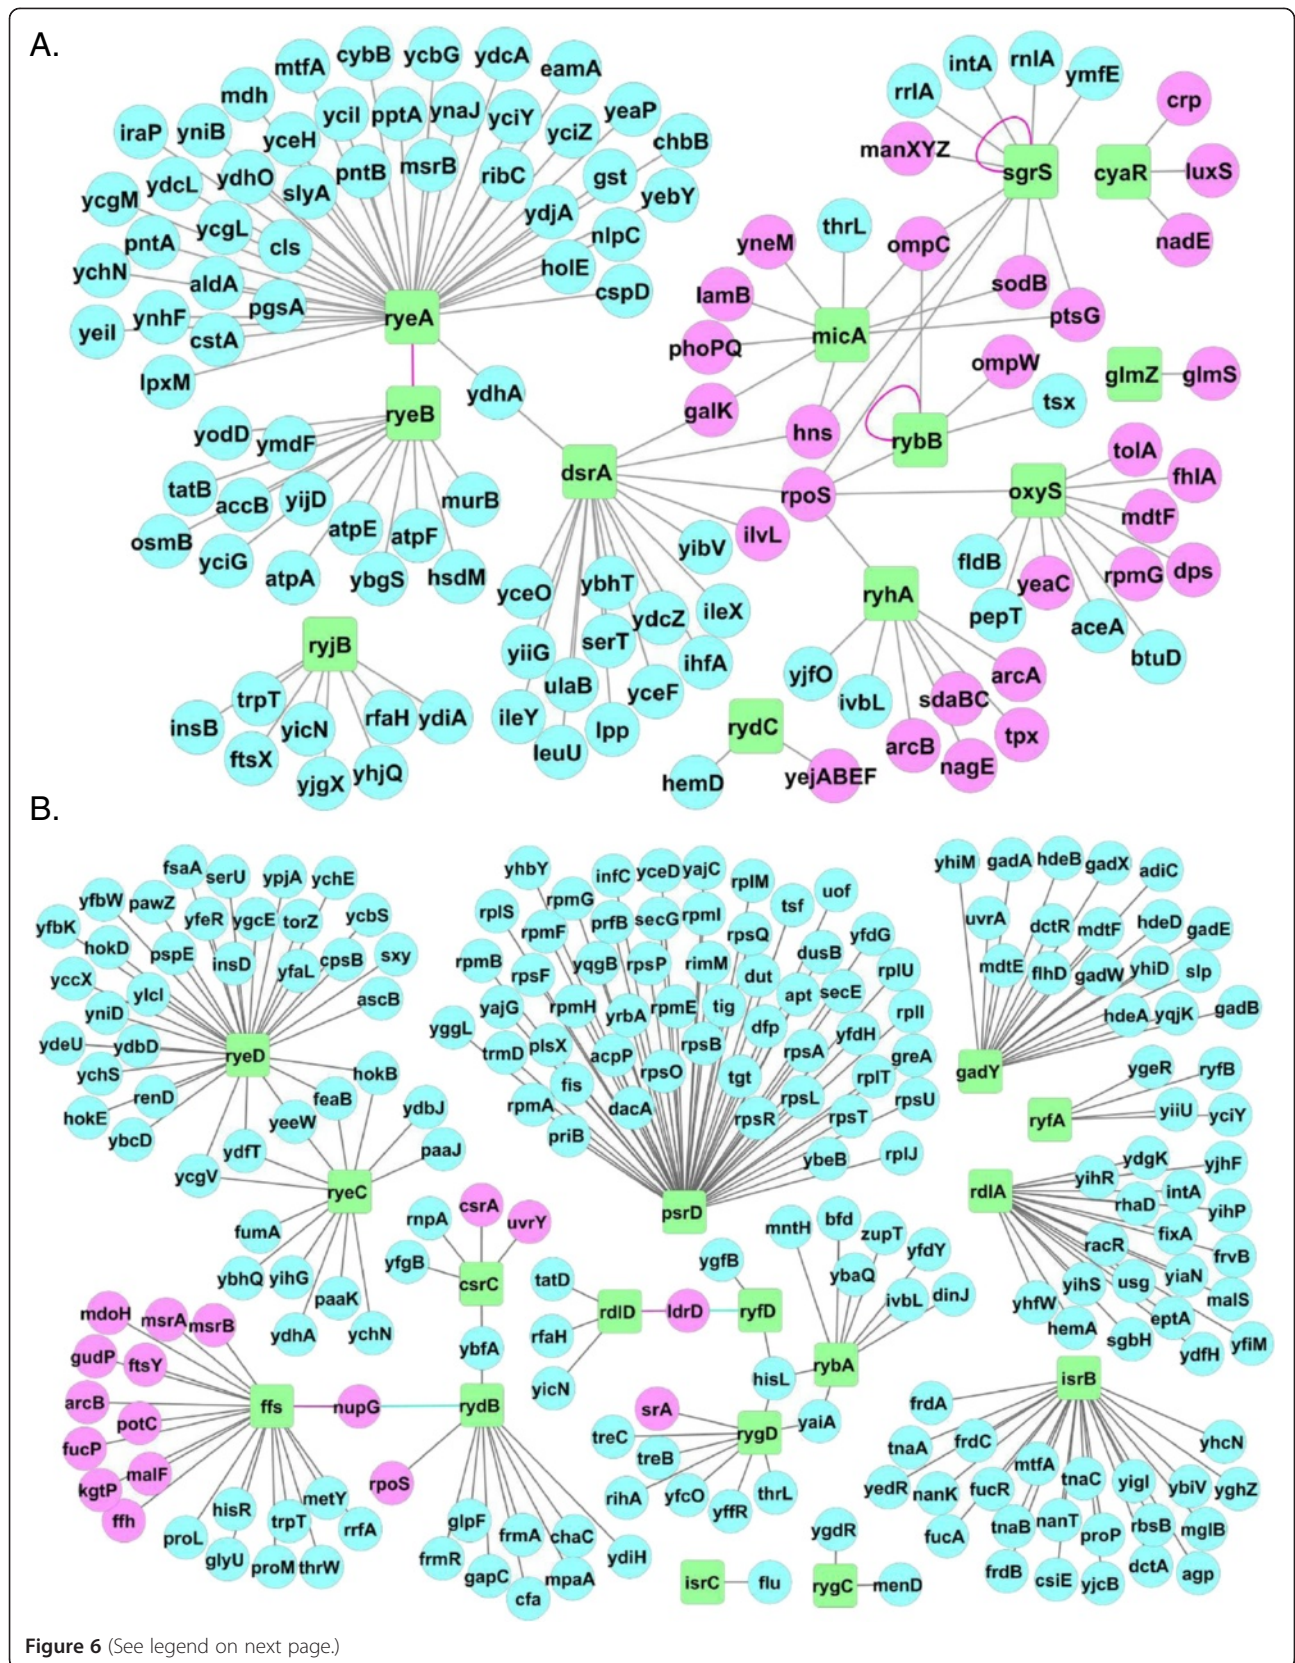 A.
cybB ycbG ydcA
mtfA eamA
mdh yciI pptA ynaJ yciY yeaP
iraP yniB yceH yciZ chbB
pntB msrB ribC gst
ycgM ydcL ydhO slyA yebY
pntA ycgL cls ydjA nlpC
ychN aldA holE
yeiI ynhF pgsA ryeA cspD
cstA
lpxM
ryeB ydhA
yodD ymdF
tatB accB yijD murB
osmB yciG atpE atpF
atpA ybgS hsdM
ryjB
trpT
insB yicN rfaH ydiA
ftsX yjgX yhjQ
intA rnlA ymfE
rrlA crp
manXYZ sgrS cyaR luxS
thrL nadE
yneM ompC
lamB sodB
phoPQ micA ptsG
galK ompW glmZ glmS
hns rybB tsx
dsrA tolA
rpoS oxyS fhlA
ilvL mdtF
yibV fldB
yceO ybhT ryhA yeaC rpmG dps
ydcZ ileX pepT aceA
yiiG serT ihfA btuD
ulaB yceF yjfO arcA
ileY lpp ivbL sdaBC
leuU rydC arcB tpx
hemD yejABEF nagE
B.
fsaA serU ypjA ychE
yfbW pawZ
yfbK yfeR ygcE torZ ycbS
hokD pspE insD yfaL cpsB sxy
yccX ylcI ascB
yniD
ydeU ydbD ryeD
ychS hokB
hokE renD feaB ydbJ
ybcD yeeW
ydfT paaJ
ycgV ryeC
fumA
ybhQ yihG paaK
ydhA ychN
yhbY infC yceD yajC
rpmG rplM uof
rplS prfB secG rpmI tsf
rpmF rpsQ yfdG
rpmB yqgB rpsP rimM dusB
rpsF dut rplU
yajG rpmH yrbA rpmE tig apt secE
yggL dfp rplI
trmD plsX acpP rpsB yfdH
rpsO rpsA greA
fis tgt rplT
rpmA dacA rpsL rpsU
priB rpsR rpsT
ybeB rplJ
psrD
yhiM gadA hdeB gadX adiC
uvrA dctR mdtF hdeD gadE
mdtE flhD gadW yhiD slp
hdeA yqjK gadB
gadY
ygeR ryfB
ryfA yiiU yciY
ydgK yjhF
rdlA yihR
rhaD intA yihP
racR fixA frvB
yihS usg yiaN
yhfW malS
hemA sgbH eptA yfiM
ydfH
csrA
rnpA uvrY
yfgB csrC
ybfA
mdoH msrA msrB
gudP ftsY
arcB potC ffs nupG rydB
fucP
kgtP malF rpoS
ffh
hisR metY
proL trpT rrfA
glyU proM thrW
glpF frmA chaC
frmR gapC mpaA ydiH
cfa
tatD ygfB
rdlD ldrD ryfD
rfaH
yicN hisL
bfd
mntH zupT
ybaQ yfdY
ivbL dinJ
rybA
srA yaiA
treC rygD
treB
rihA yfcO yffR thrL
ygdR
isrC flu rygC menD
isrB
frdA
tnaA frdC yhcN
mtfA tnaC yigI
yedR nanK fucR ybiV yghZ
fucA tnaB nanT proP rbsB mglB
frdB csiE yjcB dctA agp
Figure 6 (See legend on next page.)